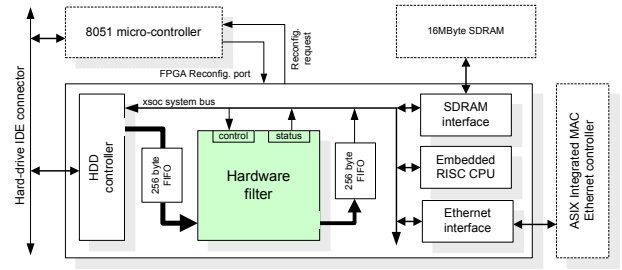 8051 micro-controller
16MByte SDRAM
Reconfig.
request
FPGA Reconfig. port
Hard-drive IDE connector
xsoc system bus
HDD
controller
256 byte
FIFO
control
status
Hardware
filter
256 byte
FIFO
SDRAM
interface
Embedded
RISC CPU
Ethernet
interface
ASIX Integrated MAC
Ethernet controller